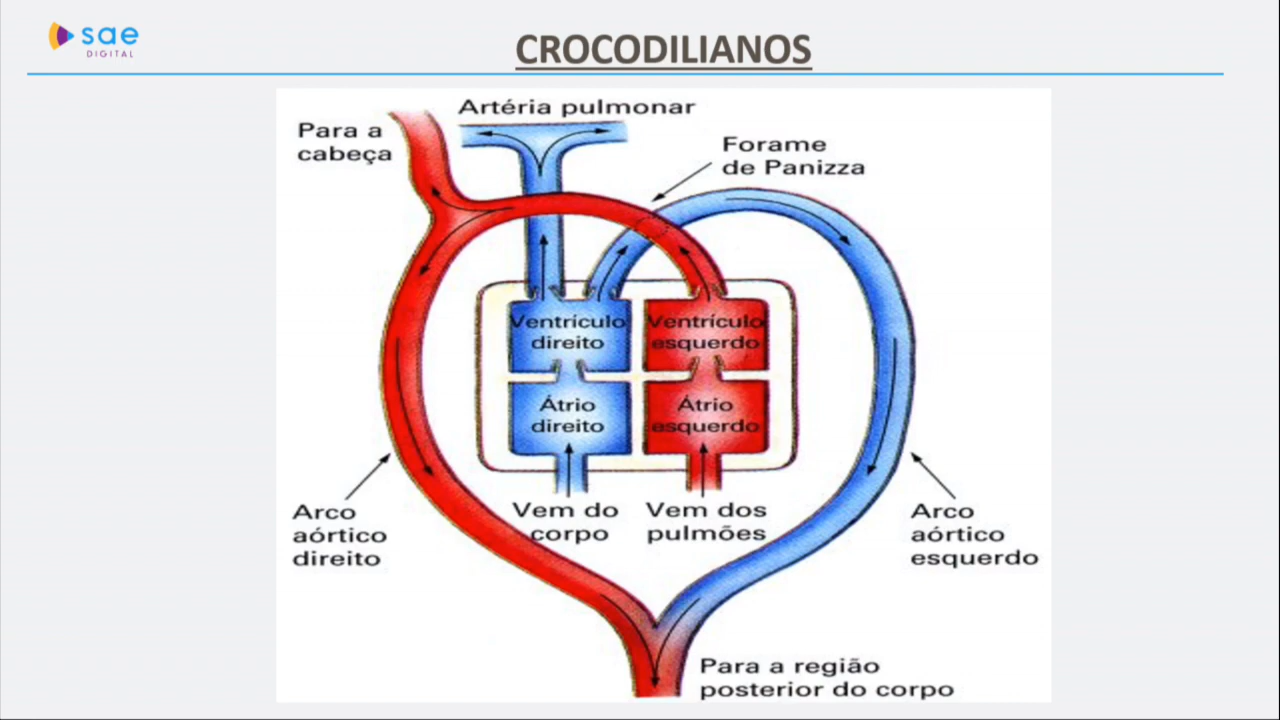 sae
DIGITAL
CROCODILIANOS
Artéria pulmonar
Para a
cabeça
Forame
de Panizza
Ventrículo
direito
Ventrículo
esquerdo
Átrio
direito
Átrio
esquerdo
Arco
aórtico
direito
Vem do
corpo
Vem dos
pulmões
Arco
aórtico
esquerdo
Para a região
posterior do corpo